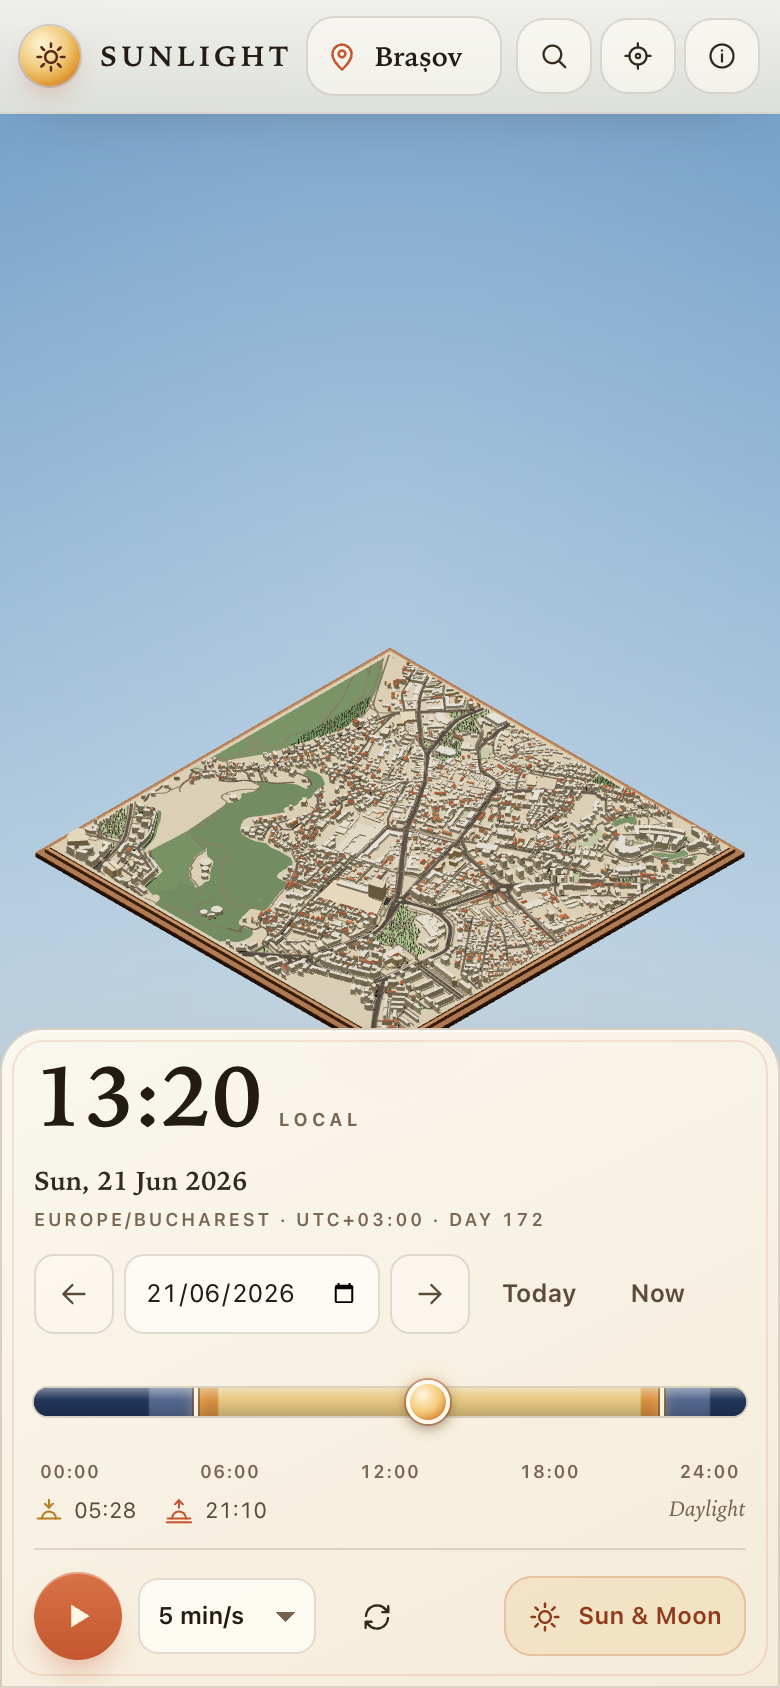 SUNLIGHT Brașov
13:20 LOCAL
Sun, 21 Jun 2026
EUROPE/BUCHAREST · UTC+03:00 · DAY 172
21/06/2026 Today Now
00:00 06:00 12:00 18:00 24:00
05:28 21:10 Daylight
5 min/s Sun & Moon